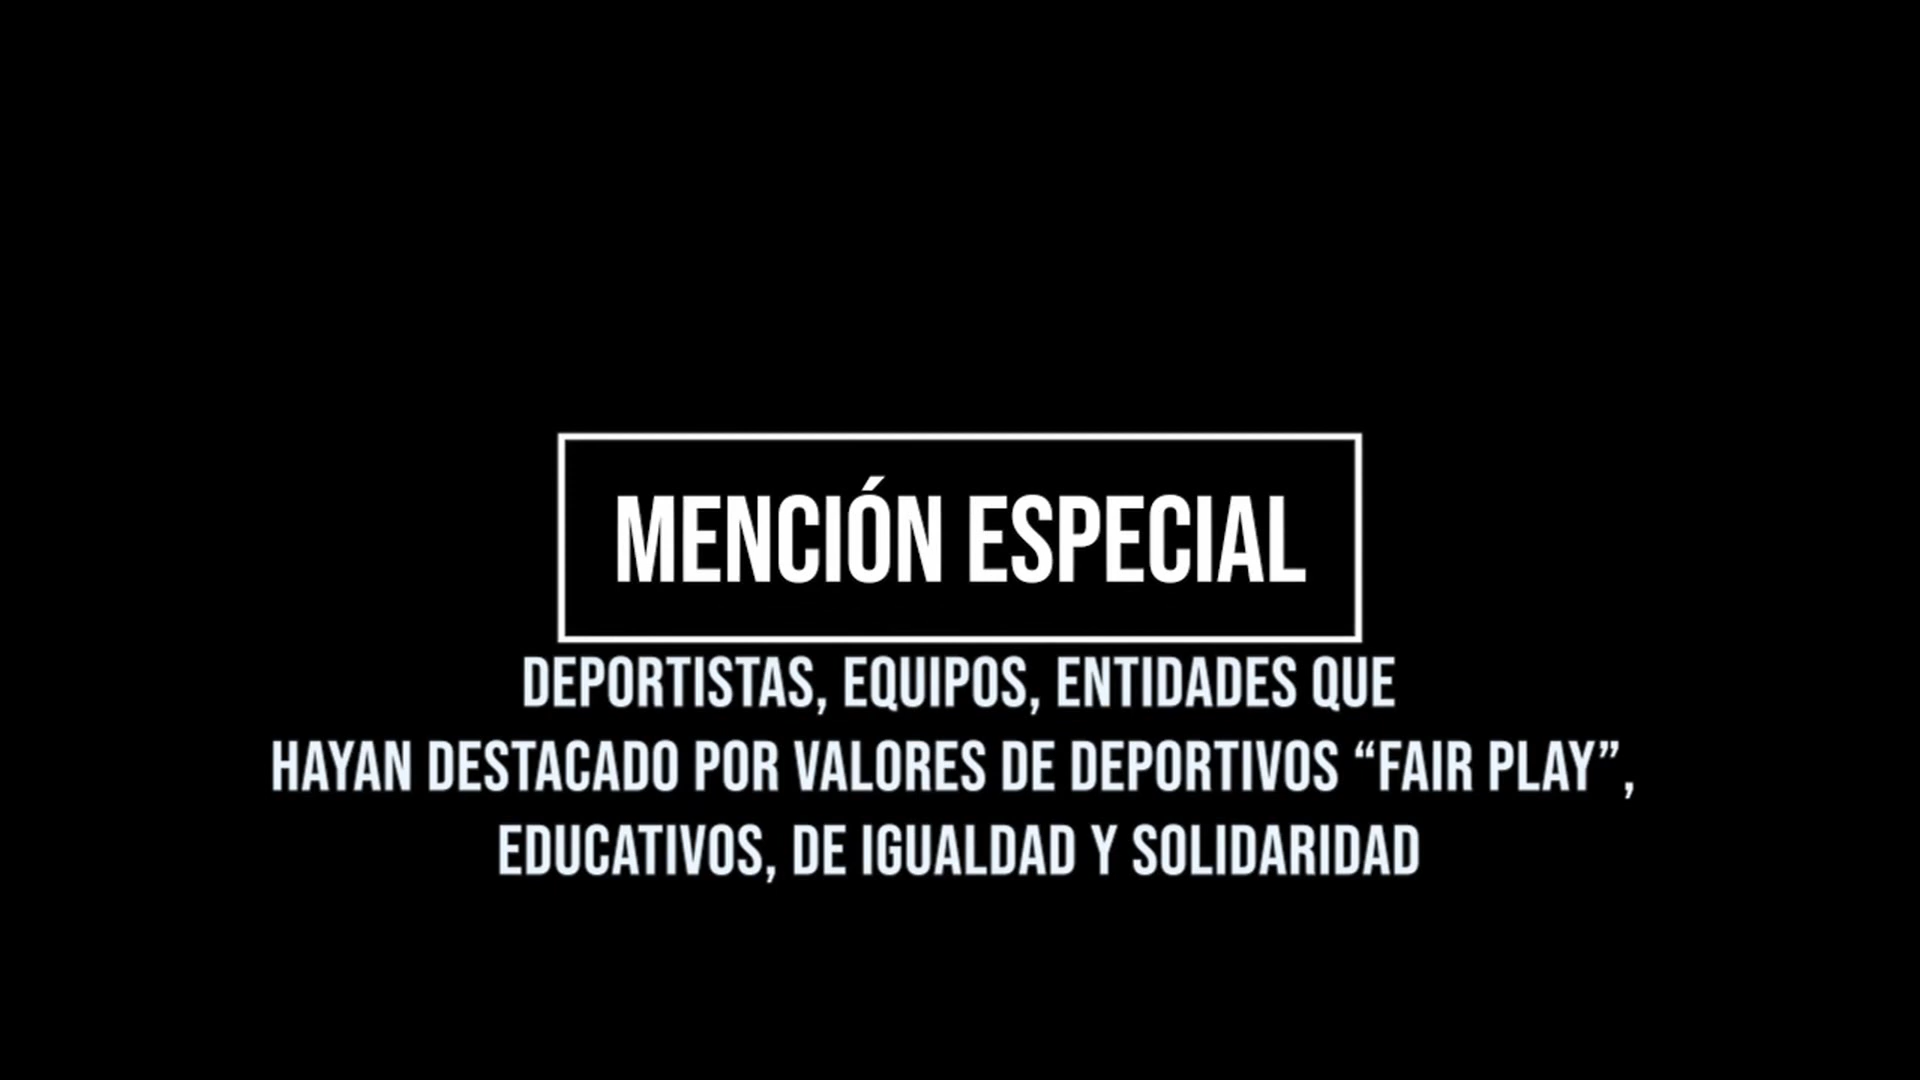 MENCIÓN ESPECIAL
DEPORTISTAS, EQUIPOS, ENTIDADES QUE
HAYAN DESTACADO POR VALORES DE DEPORTIVOS “FAIR PLAY”,
EDUCATIVOS, DE IGUALDAD Y SOLIDARIDAD